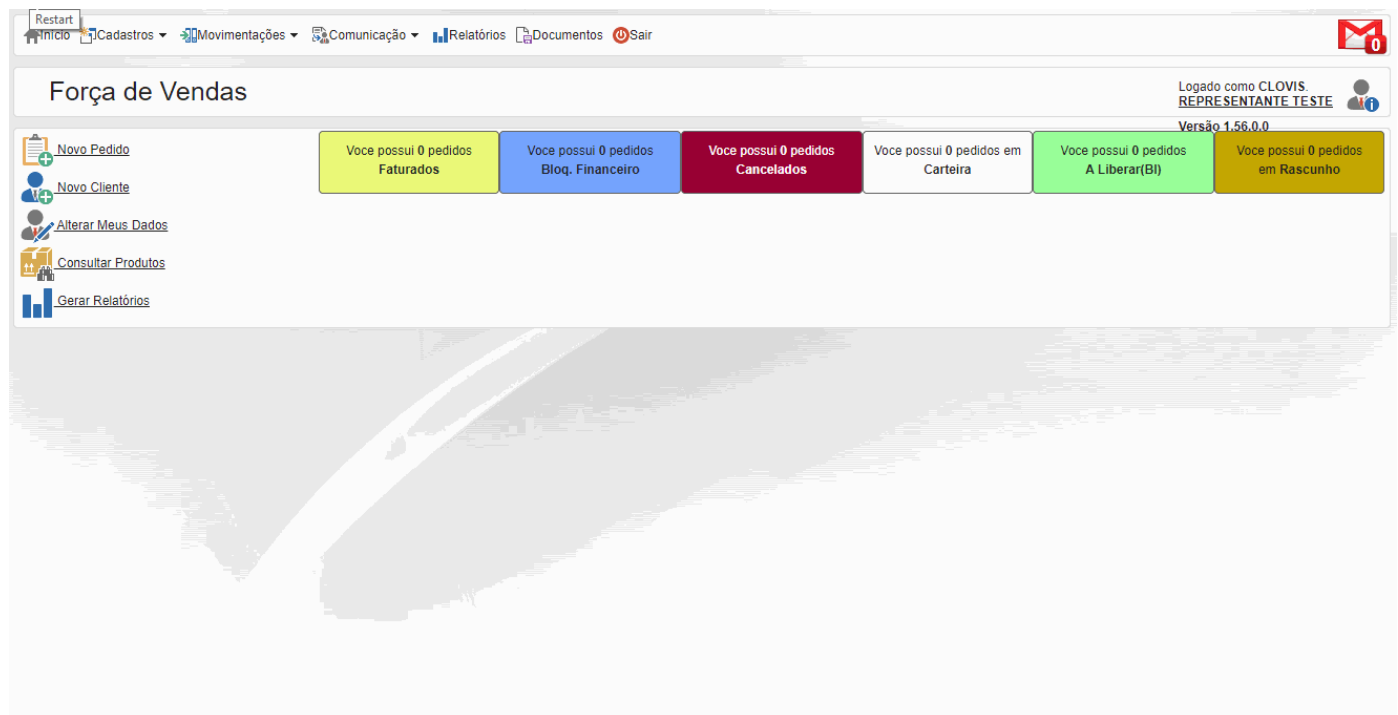 Restart
Início Cadastros Movimentações Comunicação Relatórios Documentos Sair
0
Força de Vendas
Logado como CLOVIS.
REPRESENTANTE TESTE
Versão 1.56.0.0
Novo Pedido
Novo Cliente
Alterar Meus Dados
Consultar Produtos
Gerar Relatórios
Voce possui 0 pedidos
Faturados
Voce possui 0 pedidos
Bloq. Financeiro
Voce possui 0 pedidos
Cancelados
Voce possui 0 pedidos em
Carteira
Voce possui 0 pedidos
A Liberar(BI)
Voce possui 0 pedidos
em Rascunho